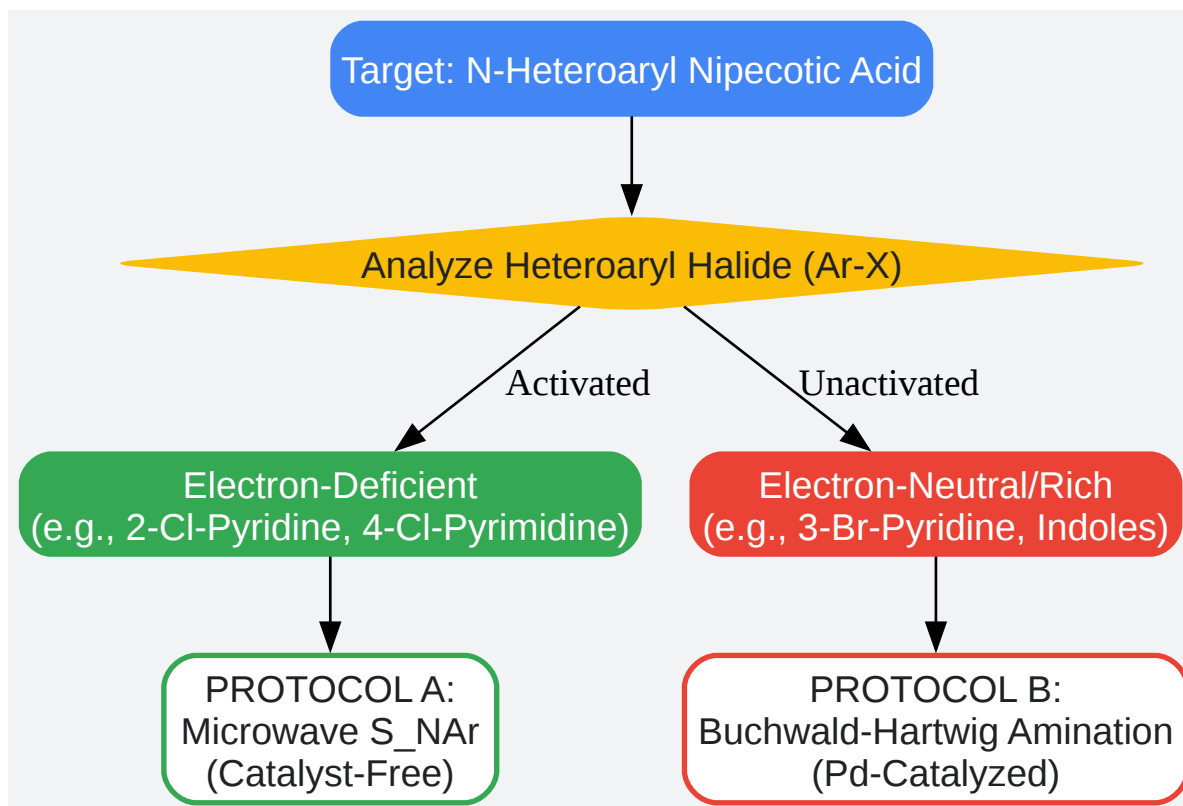 Target: N-Heteroaryl Nipecotic Acid
Analyze Heteroaryl Halide (Ar-X)
Activated
Unactivated
Electron-Deficient
(e.g., 2-Cl-Pyridine, 4-Cl-Pyrimidine)
Electron-Neutral/Rich
(e.g., 3-Br-Pyridine, Indoles)
PROTOCOL A:
Microwave S_NAr
(Catalyst-Free)
PROTOCOL B:
Buchwald-Hartwig Amination
(Pd-Catalyzed)